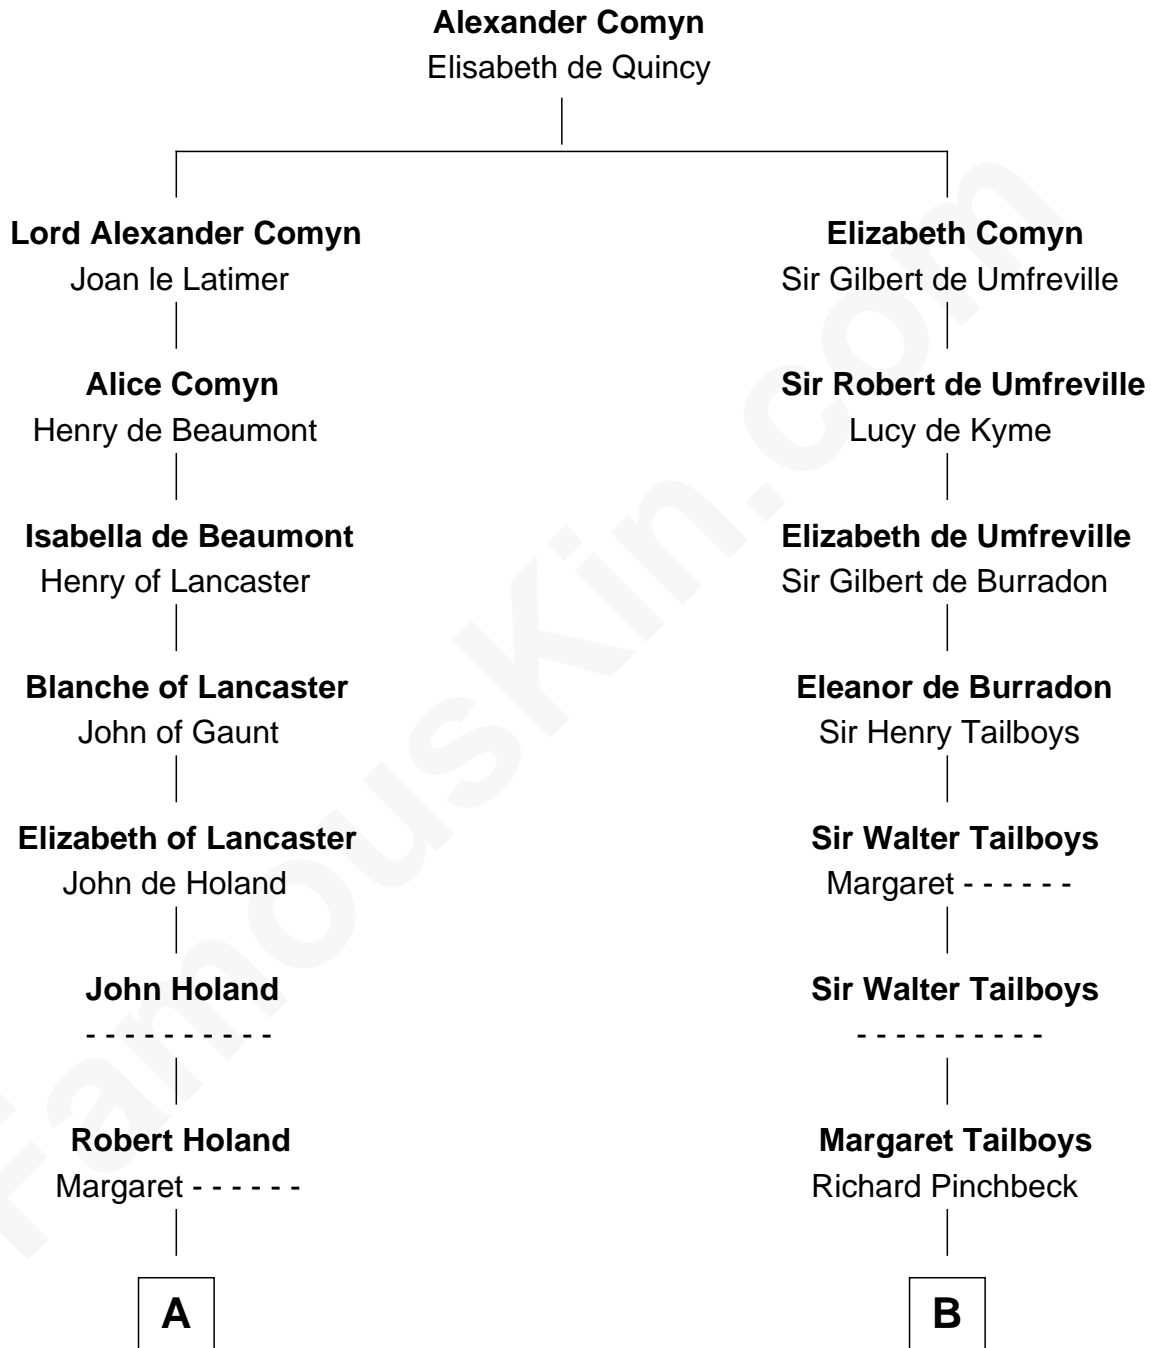 Alexander Comyn
Elisabeth de Quincy
Lord Alexander Comyn
Joan le Latimer
Alice Comyn
Henry de Beaumont
Isabella de Beaumont
Henry of Lancaster
Blanche of Lancaster
John of Gaunt
Elizabeth of Lancaster
John de Holand
John Holand
- - - - - - - - - -
Robert Holand
Margaret - - - - - -
A
Elizabeth Comyn
Sir Gilbert de Umfreville
Sir Robert de Umfreville
Lucy de Kyme
Elizabeth de Umfreville
Sir Gilbert de Burradon
Eleanor de Burradon
Sir Henry Tailboys
Sir Walter Tailboys
Margaret - - - - - -
Sir Walter Tailboys
- - - - - - - - - -
Margaret Tailboys
Richard Pinchbeck
B
FamousKin.com